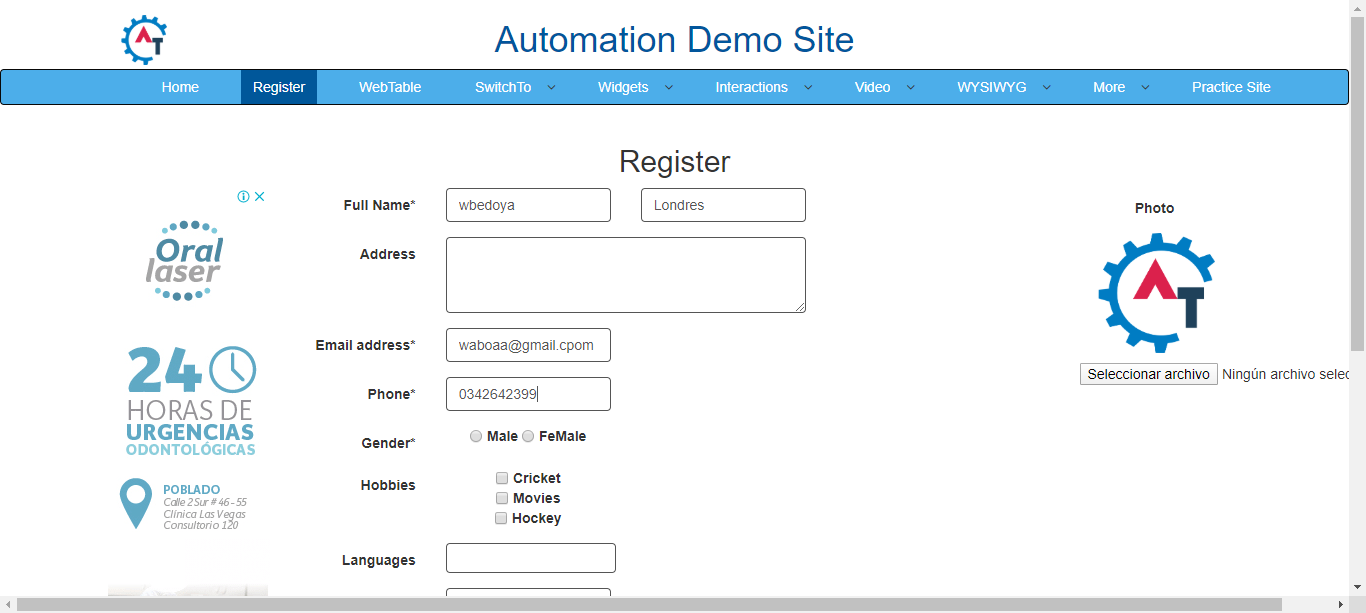 AT
Automation Demo Site
Home Register WebTable SwitchTo Widgets Interactions Video WYSIWYG More Practice Site
Register
Full Name* wbedoya Londres
Address
Email address* waboaa@gmail.cpom
Phone* 0342642399
Gender* Male FeMale
Hobbies Cricket
Movies
Hockey
Languages
Photo
AT
Seleccionar archivo Ningún archivo selec
Oral
laser
24
HORAS DE
URGENCIAS
ODONTOLÓGICAS
POBLADO
Calle 2 Sur # 46 - 55
Clínica Las Vegas
Consultorio 120